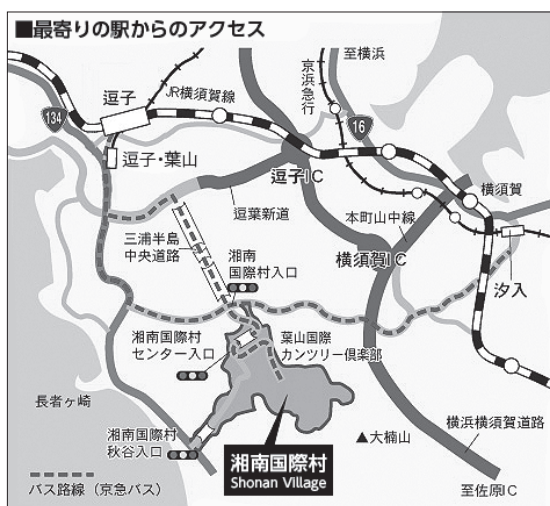 ■最寄りの駅からのアクセス
至横浜
京浜急行
JR横須賀線
逗子
134
16
逗子・葉山
逗子IC
横須賀
逗葉新道
本町山中線
三浦半島
中央道路
湘南
国際村入口
横須賀IC
汐入
湘南国際村
センター入口
葉山国際
カンツリー倶楽部
長者ヶ崎
湘南国際村
秋谷入口
湘南国際村
Shonan Village
▲大楠山
横浜横須賀道路
バス路線（京急バス）
至佐原IC